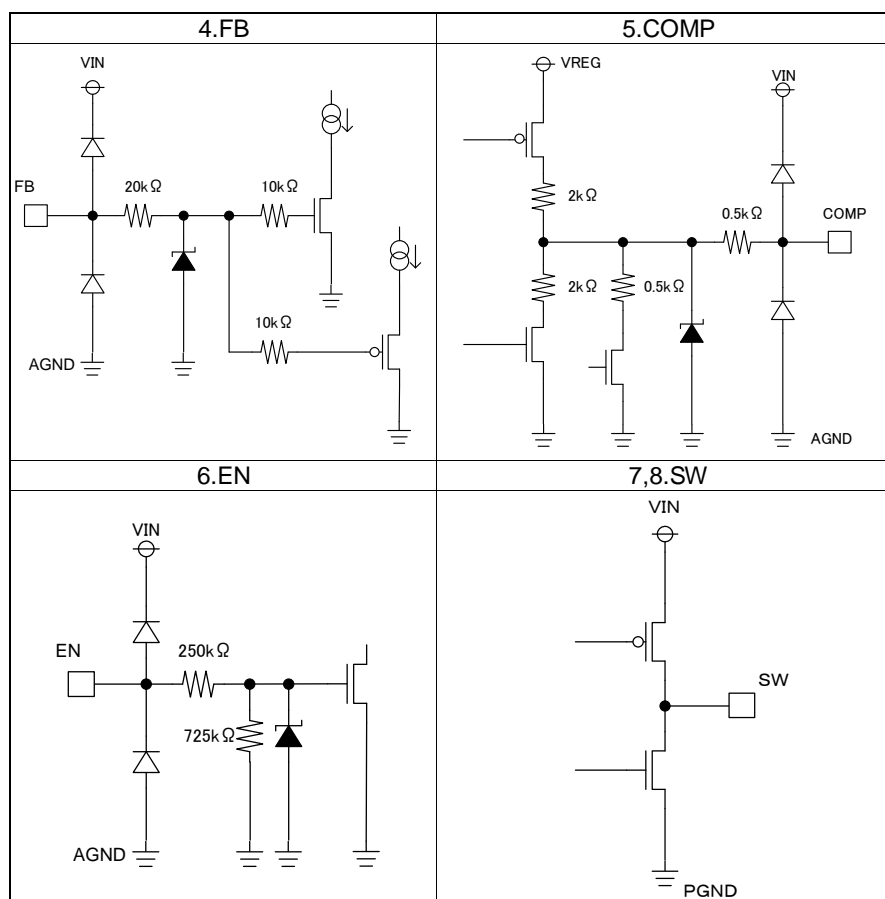 4.FB
VIN
FB
20kΩ
10kΩ
10kΩ
AGND
5.COMP
VREG
VIN
2kΩ
0.5kΩ
COMP
2kΩ
0.5kΩ
AGND
6.EN
VIN
EN
250kΩ
725kΩ
AGND
7,8.SW
VIN
SW
PGND